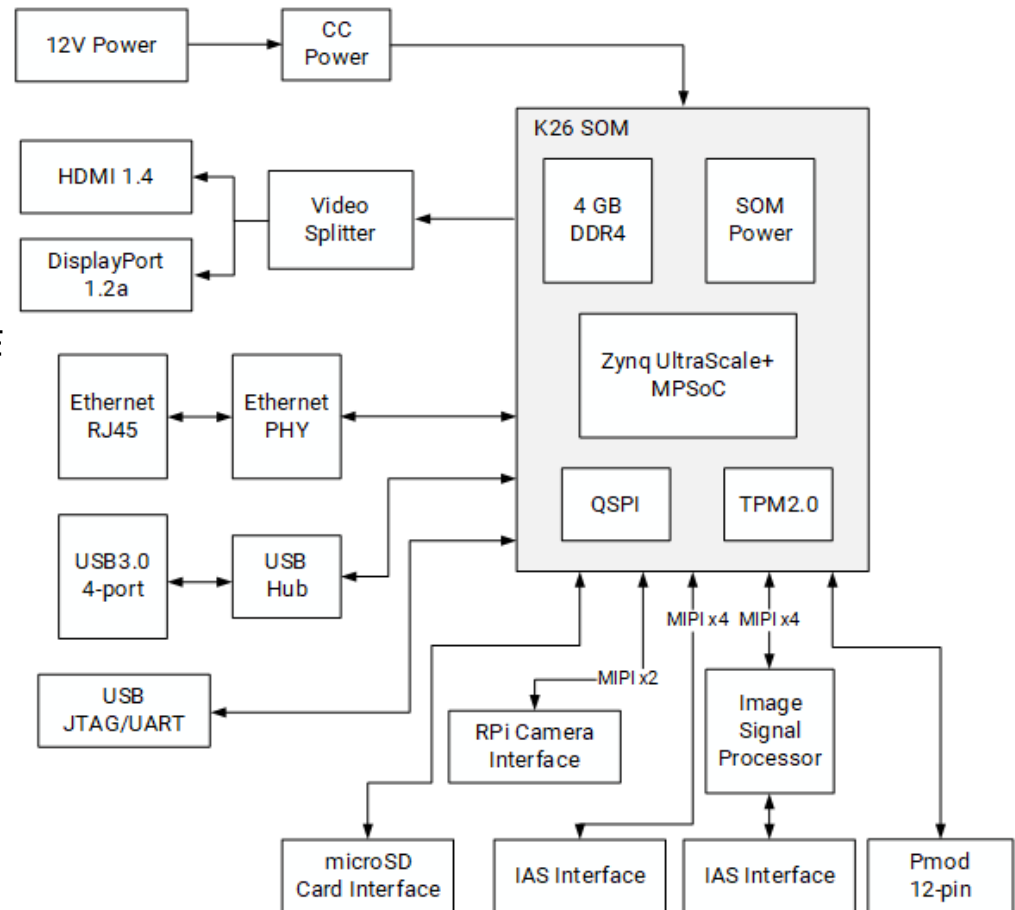 12V Power
CC
Power
K26 SOM
4 GB
DDR4
SOM
Power
HDMI 1.4
Video
Splitter
DisplayPort
1.2a
Zynq UltraScale+
MPSoC
Ethernet
RJ45
Ethernet
PHY
QSPI
TPM2.0
USB3.0
4-port
USB
Hub
MIPI x4
MIPI x4
MIPI x2
USB
JTAG/UART
RPi Camera
Interface
Image
Signal
Processor
microSD
Card Interface
IAS Interface
IAS Interface
Pmod
12-pin